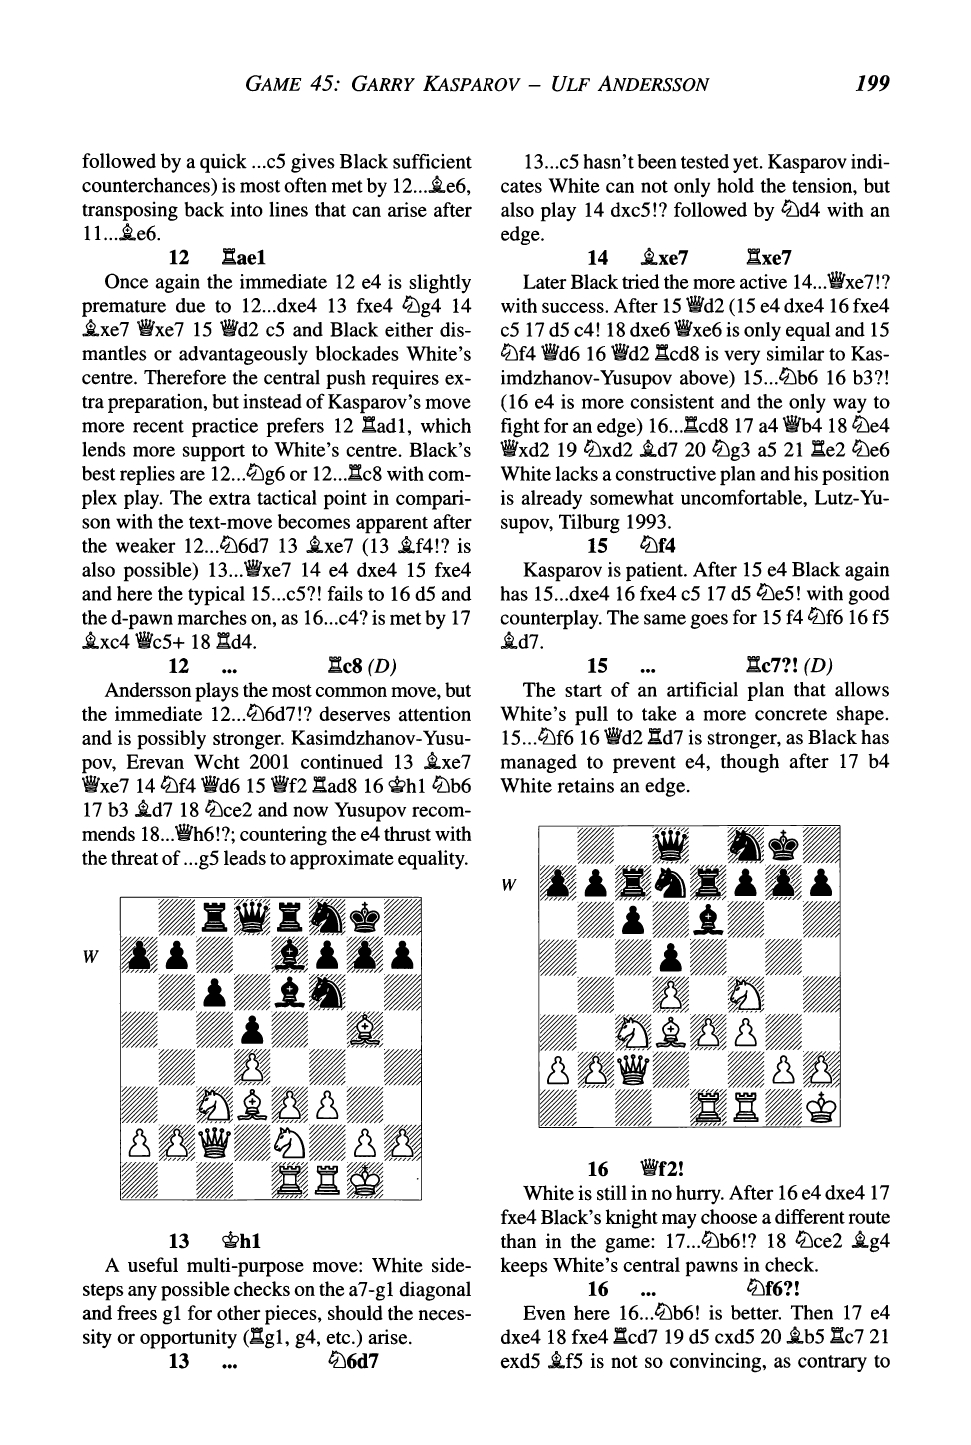 GAME 45: GARRY KASPAROV – ULF ANDERSSON 199
followed by a quick ...c5 gives Black sufficient
counterchances) is most often met by 12...♗e6,
transposing back into lines that can arise after
11...♗e6.
12 ♖ae1
Once again the immediate 12 e4 is slightly
premature due to 12...dxe4 13 fxe4 ♘g4 14
♗xe7 ♕xe7 15 ♕d2 c5 and Black either dis-
mantles or advantageously blockades White's
centre. Therefore the central push requires ex-
tra preparation, but instead of Kasparov's move
more recent practice prefers 12 ♖ad1, which
lends more support to White's centre. Black's
best replies are 12...♘g6 or 12...♖c8 with com-
plex play. The extra tactical point in compari-
son with the text-move becomes apparent after
the weaker 12...♘6d7 13 ♗xe7 (13 ♗f4!? is
also possible) 13...♕xe7 14 e4 dxe4 15 fxe4
and here the typical 15...c5?! fails to 16 d5 and
the d-pawn marches on, as 16...c4? is met by 17
♗xc4 ♕c5+ 18 ♖d4.
12 ... ♖c8 (D)
Andersson plays the most common move, but
the immediate 12...♘6d7!? deserves attention
and is possibly stronger. Kasimdzhanov-Yusu-
pov, Erevan Wcht 2001 continued 13 ♗xe7
♕xe7 14 ♘f4 ♕d6 15 ♕f2 ♖ad8 16 ♔h1 ♘b6
17 b3 ♗d7 18 ♘ce2 and now Yusupov recom-
mends 18...♕h6!?; countering the e4 thrust with
the threat of ...g5 leads to approximate equality.
W
13 ♔h1
A useful multi-purpose move: White side-
steps any possible checks on the a7-g1 diagonal
and frees g1 for other pieces, should the neces-
sity or opportunity (♖g1, g4, etc.) arise.
13 ... ♘6d7
13...c5 hasn't been tested yet. Kasparov indi-
cates White can not only hold the tension, but
also play 14 dxc5!? followed by ♘d4 with an
edge.
14 ♗xe7 ♖xe7
Later Black tried the more active 14...♕xe7!?
with success. After 15 ♕d2 (15 e4 dxe4 16 fxe4
c5 17 d5 c4! 18 dxe6 ♕xe6 is only equal and 15
♘f4 ♕d6 16 ♕d2 ♖cd8 is very similar to Kas-
imdzhanov-Yusupov above) 15...♘b6 16 b3?!
(16 e4 is more consistent and the only way to
fight for an edge) 16...♖cd8 17 a4 ♕b4 18 ♘e4
♕xd2 19 ♘xd2 ♗d7 20 ♘g3 a5 21 ♖e2 ♘e6
White lacks a constructive plan and his position
is already somewhat uncomfortable, Lutz-Yu-
supov, Tilburg 1993.
15 ♘f4
Kasparov is patient. After 15 e4 Black again
has 15...dxe4 16 fxe4 c5 17 d5 ♘e5! with good
counterplay. The same goes for 15 f4 ♘f6 16 f5
♗d7.
15 ... ♖c7?! (D)
The start of an artificial plan that allows
White's pull to take a more concrete shape.
15...♘f6 16 ♕d2 ♖d7 is stronger, as Black has
managed to prevent e4, though after 17 b4
White retains an edge.
W
16 ♕f2!
White is still in no hurry. After 16 e4 dxe4 17
fxe4 Black's knight may choose a different route
than in the game: 17...♘b6!? 18 ♘ce2 ♗g4
keeps White's central pawns in check.
16 ... ♘f6?!
Even here 16...♘b6! is better. Then 17 e4
dxe4 18 fxe4 ♖cd7 19 d5 cxd5 20 ♗b5 ♖c7 21
exd5 ♗f5 is not so convincing, as contrary to